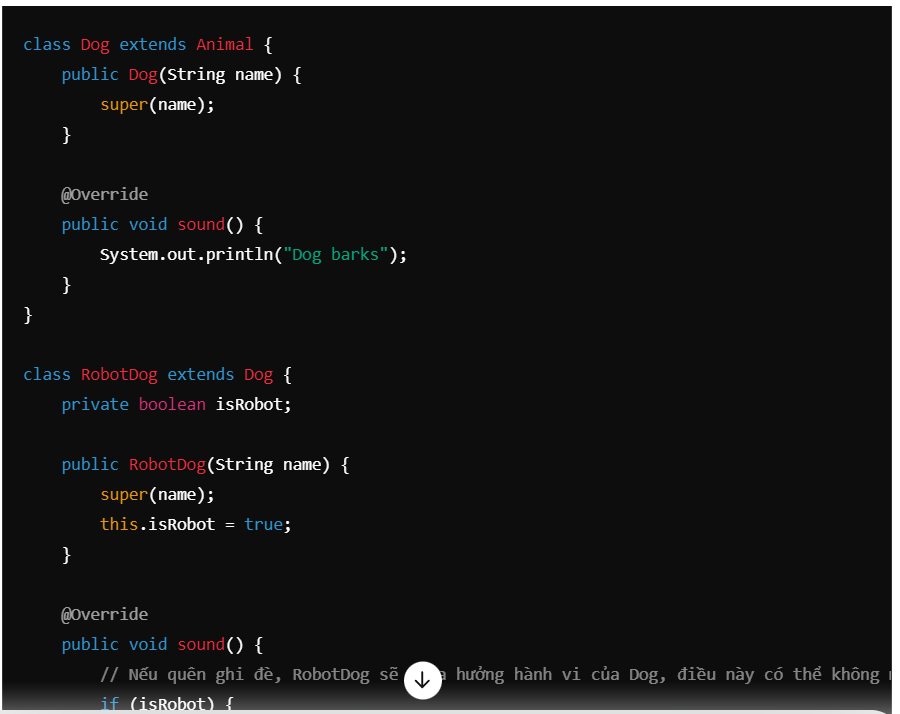 class Dog extends Animal {
    public Dog(String name) {
        super(name);
    }

    @Override
    public void sound() {
        System.out.println("Dog barks");
    }
}

class RobotDog extends Dog {
    private boolean isRobot;

    public RobotDog(String name) {
        super(name);
        this.isRobot = true;
    }

    @Override
    public void sound() {
        // Nếu quên ghi đè, RobotDog sẽ hưởng hành vi của Dog, điều này có thể không
        if (isRobot) {